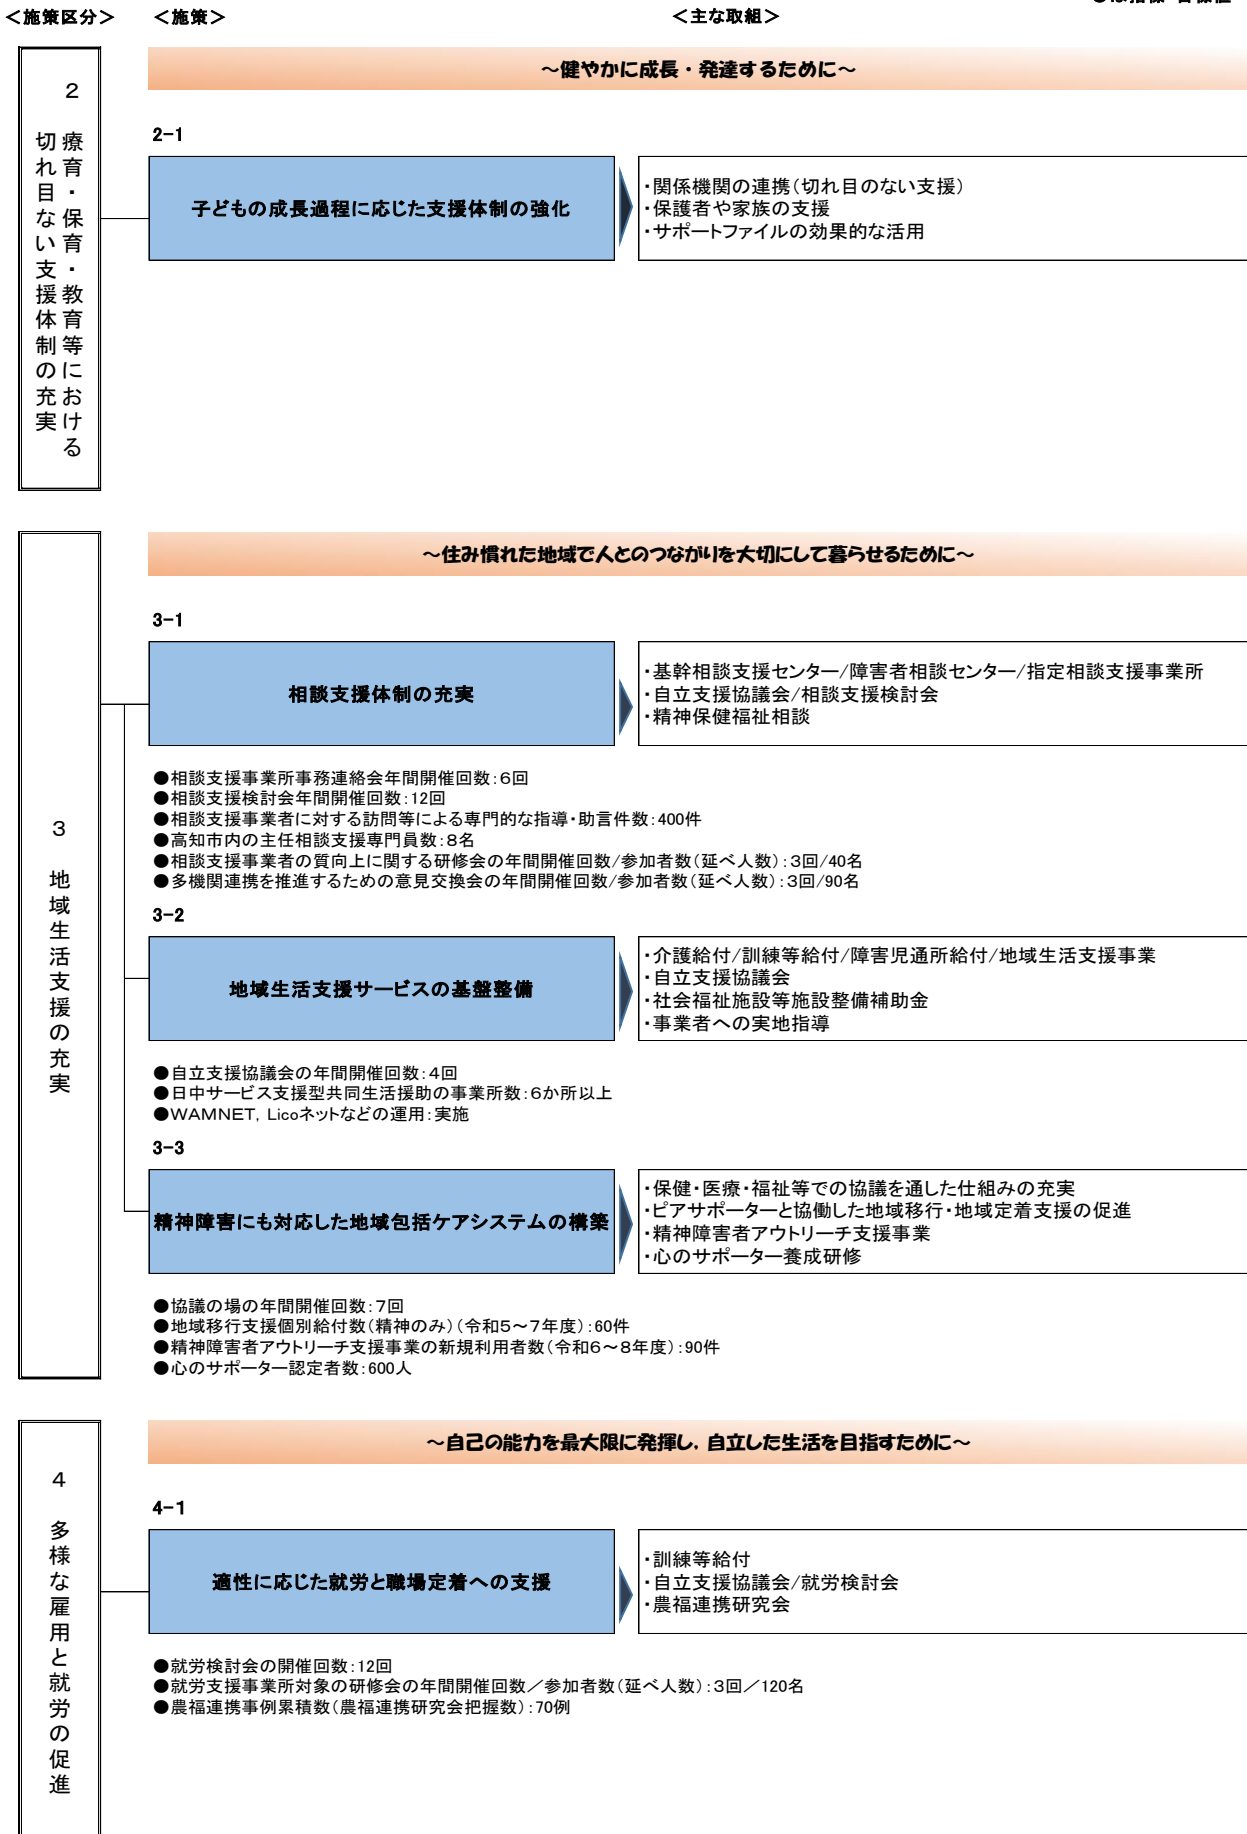 ＜施策区分＞　＜施策＞　＜主な取組＞
２　療育・保育・教育等における
切れ目ない支援体制の充実
～健やかに成長・発達するために～
2-1
子どもの成長過程に応じた支援体制の強化
・関係機関の連携(切れ目のない支援)
・保護者や家族の支援
・サポートファイルの効果的な活用
３　地域生活支援の充実
～住み慣れた地域で人とのつながりを大切にして暮らせるために～
3-1
相談支援体制の充実
・基幹相談支援センター/障害者相談センター/指定相談支援事業所
・自立支援協議会/相談支援検討会
・精神保健福祉相談
●相談支援事業所事務連絡会年間開催回数:６回
●相談支援検討会年間開催回数:12回
●相談支援事業者に対する訪問等による専門的な指導・助言件数:400件
●高知市内の主任相談支援専門員数:８名
●相談支援事業者の質向上に関する研修会の年間開催回数/参加者数(延べ人数):３回/40名
●多機関連携を推進するための意見交換会の年間開催回数/参加者数(延べ人数):３回/90名
3-2
地域生活支援サービスの基盤整備
・介護給付/訓練等給付/障害児通所給付/地域生活支援事業
・自立支援協議会
・社会福祉施設等施設整備補助金
・事業者への実地指導
●自立支援協議会の年間開催回数:４回
●日中サービス支援型共同生活援助の事業所数:６か所以上
●ＷＡＭＮＥＴ，Licoネットなどの運用:実施
3-3
精神障害にも対応した地域包括ケアシステムの構築
・保健・医療・福祉等での協議を通した仕組みの充実
・ピアサポーターと協働した地域移行・地域定着支援の促進
・精神障害者アウトリーチ支援事業
・心のサポーター養成研修
●協議の場の年間開催回数:７回
●地域移行支援個別給付数(精神のみ)(令和５～７年度):60件
●精神障害者アウトリーチ支援事業の新規利用者数(令和６～８年度):90件
●心のサポーター認定者数:600人
４　多様な雇用と就労の促進
～自己の能力を最大限に発揮し，自立した生活を目指すために～
4-1
適性に応じた就労と職場定着への支援
・訓練等給付
・自立支援協議会/就労検討会
・農福連携研究会
●就労検討会の開催回数:12回
●就労支援事業所対象の研修会の年間開催回数／参加者数(延べ人数):３回／120名
●農福連携事例累積数(農福連携研究会把握数):70例